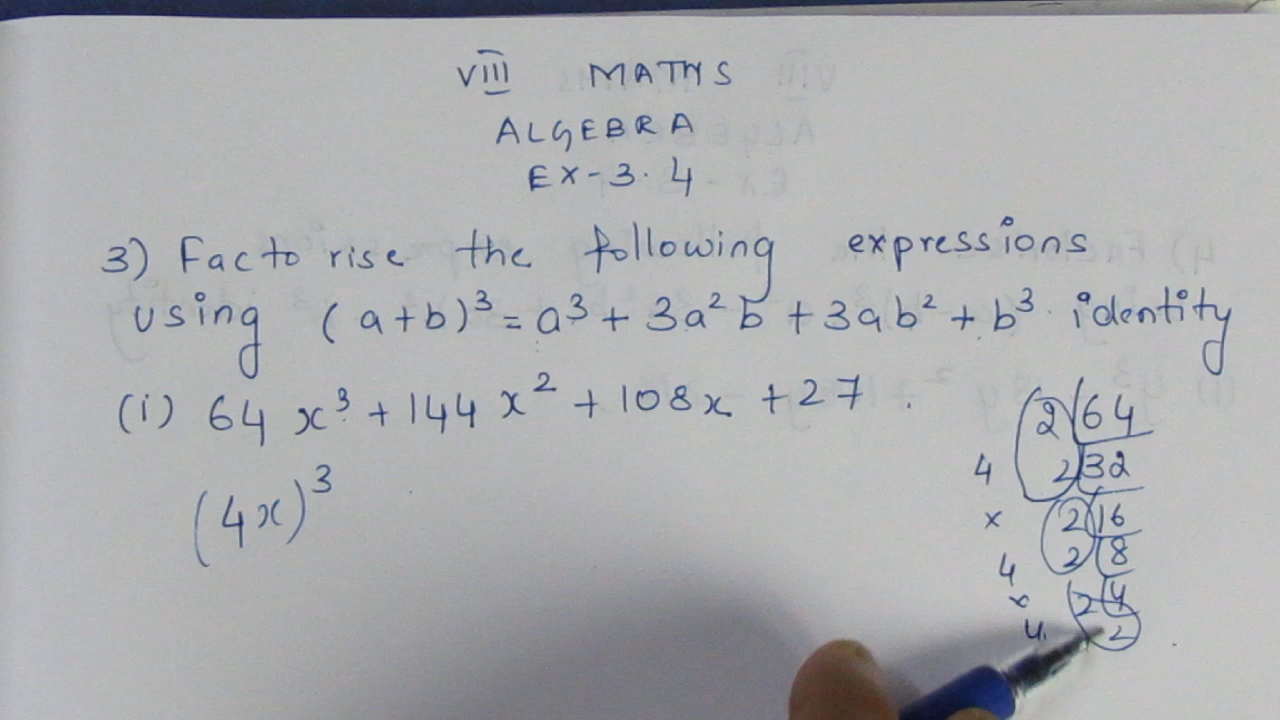 VIII MATHS
ALGEBRA
EX-3.4
3) Factorise the following expressions
using (a+b)³ = a³ + 3a²b + 3ab² + b³ identity
(i) 64x³ + 144x² + 108x + 27.
(4x)³
2 64
4 2 32
x 2 16
4 2 8
x 2 4
4 2